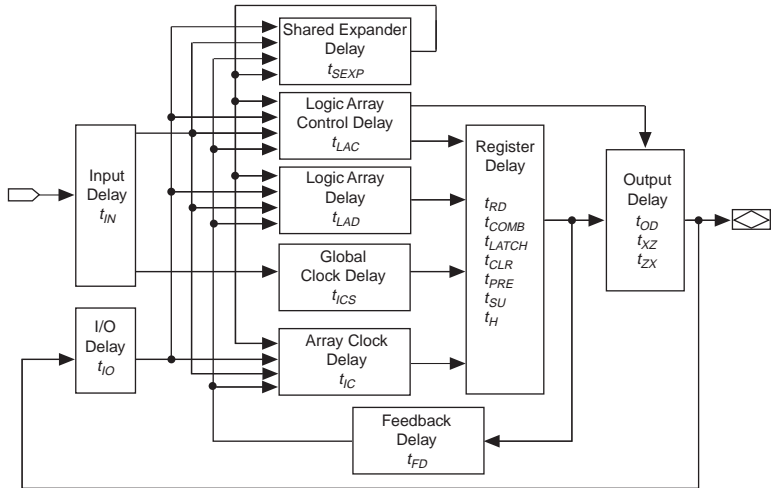 Shared Expander
Delay
tSEXP
Logic Array
Control Delay
tLAC
Input
Delay
tIN
Logic Array
Delay
tLAD
Global
Clock Delay
tICS
I/O
Delay
tIO
Array Clock
Delay
tIC
Register
Delay
tRD
tCOMB
tLATCH
tCLR
tPRE
tSU
tH
Output
Delay
tOD
tXZ
tZX
Feedback
Delay
tFD